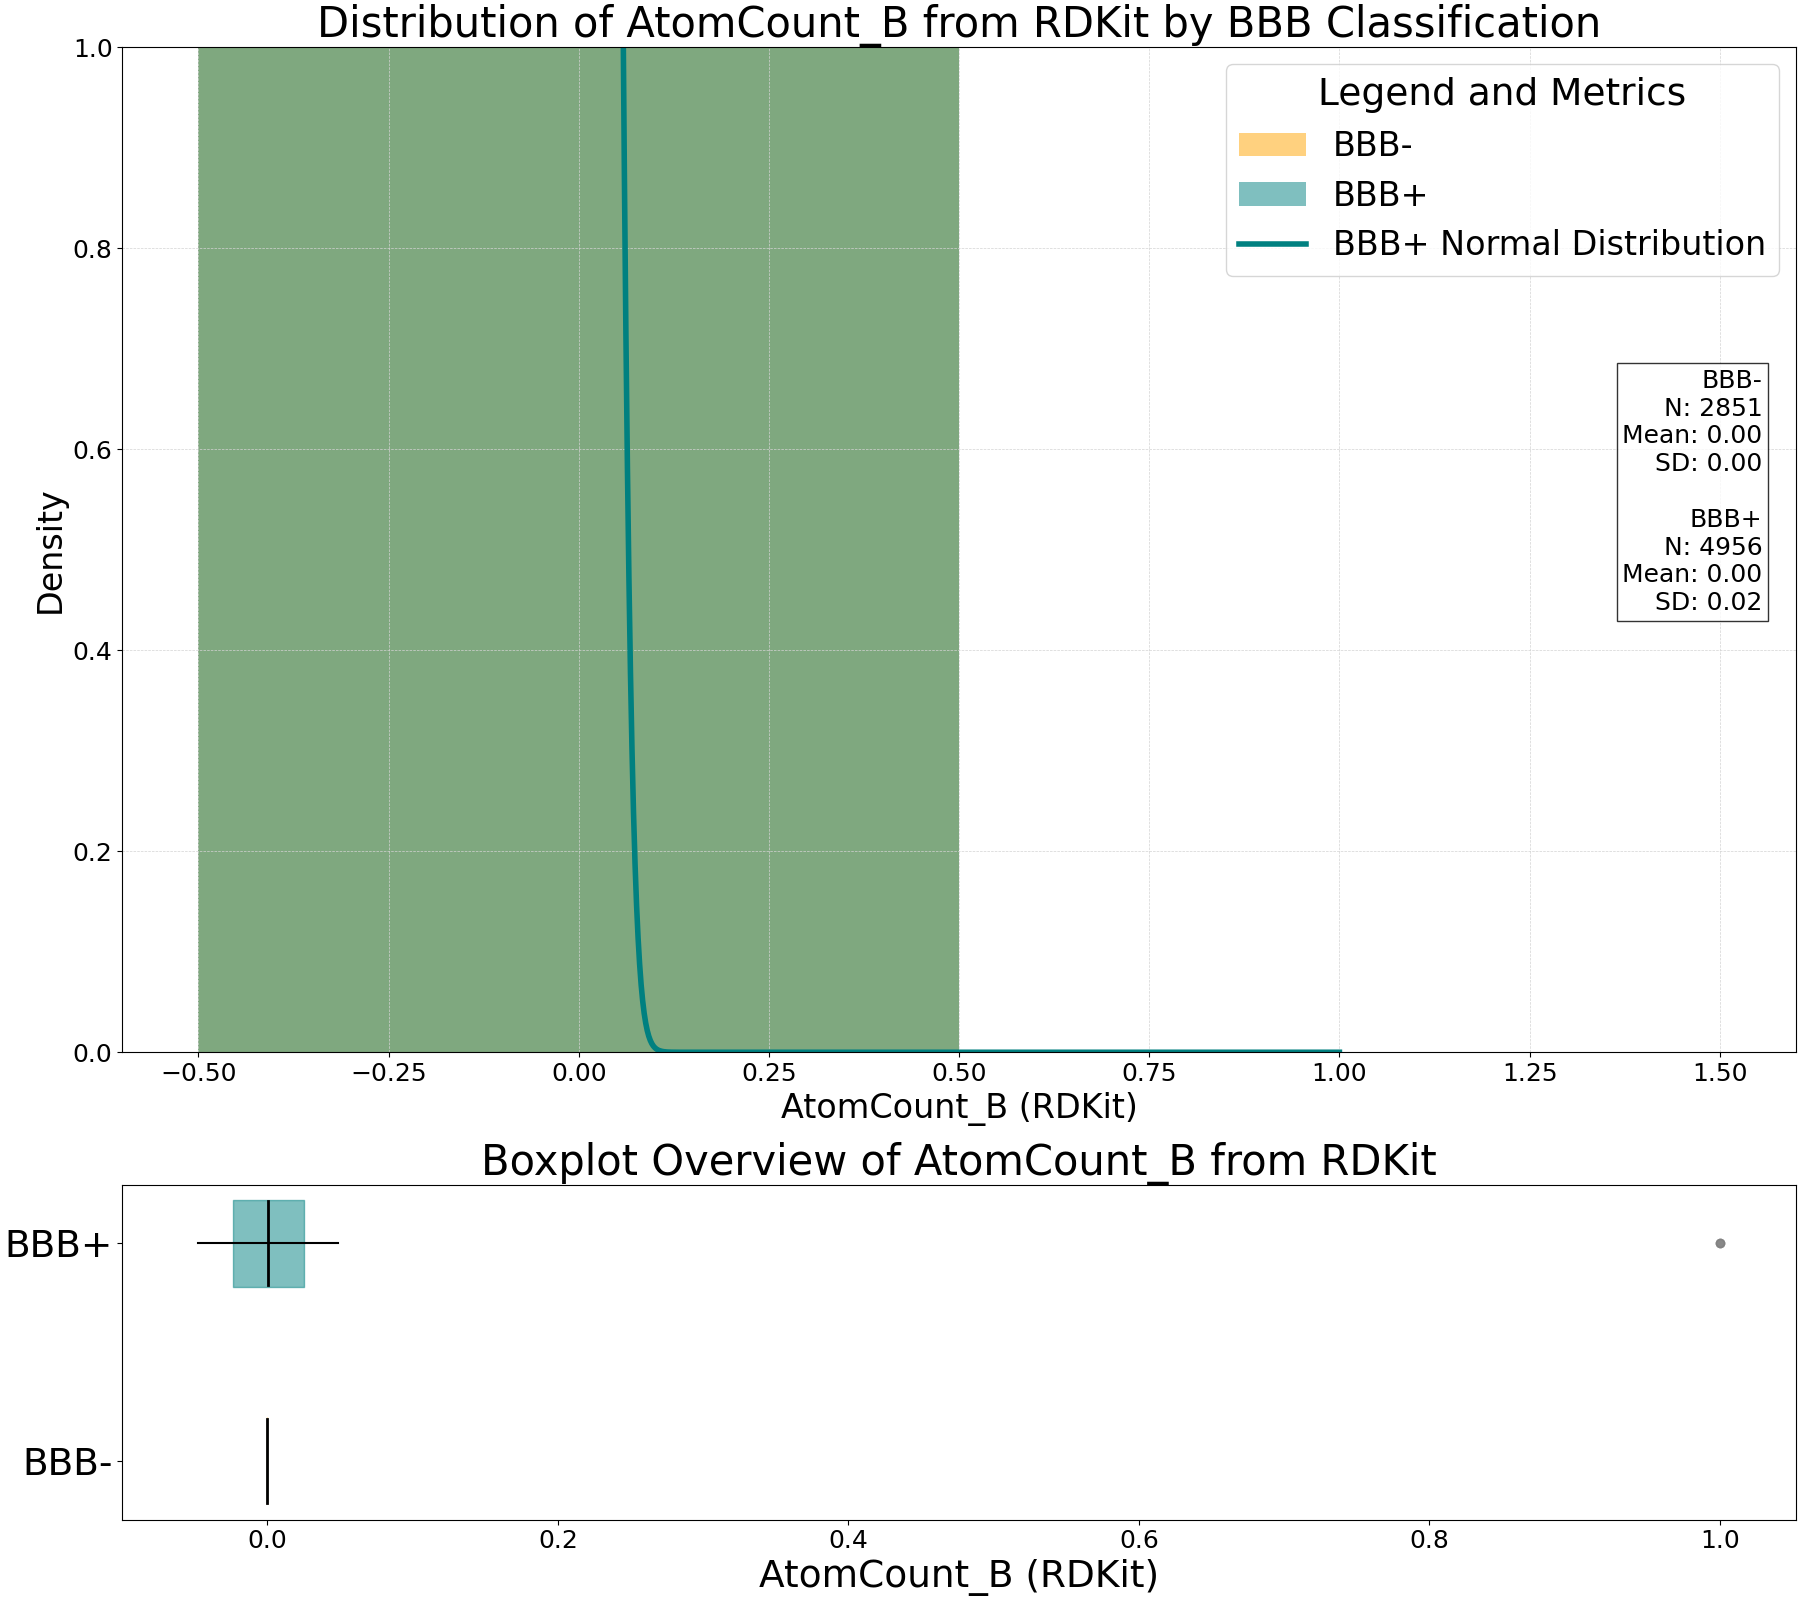 Distribution of AtomCount_B from RDKit by BBB Classification
Legend and Metrics
BBB-
BBB+
BBB+ Normal Distribution
BBB-
N: 2851
Mean: 0.00
SD: 0.00
BBB+
N: 4956
Mean: 0.00
SD: 0.02
Density
1.0
0.8
0.6
0.4
0.2
0.0
−0.50 −0.25 0.00 0.25 0.50 0.75 1.00 1.25 1.50
AtomCount_B (RDKit)
Boxplot Overview of AtomCount_B from RDKit
BBB+
BBB-
0.0 0.2 0.4 0.6 0.8 1.0
AtomCount_B (RDKit)